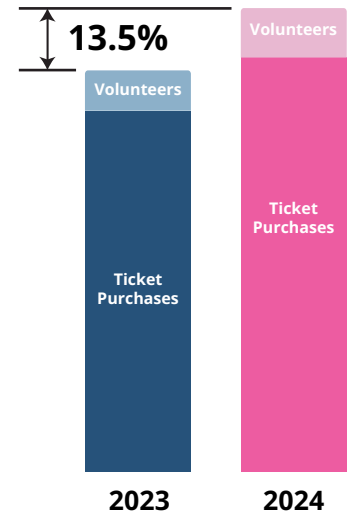 13.5%
Volunteers
Volunteers
Ticket
Purchases
Ticket
Purchases
2023
2024